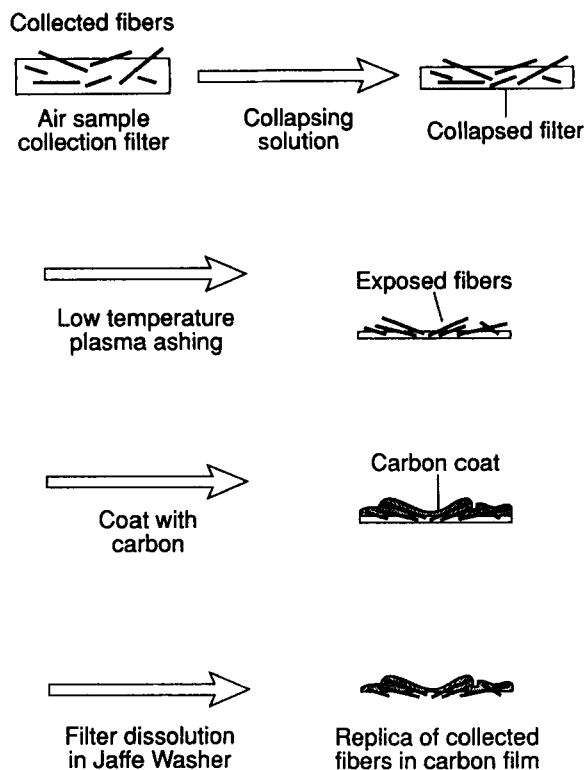 Collected fibers
Air sample
collection filter
Collapsing
solution
Collapsed filter
Low temperature
plasma ashing
Exposed fibers
Coat with
carbon
Carbon coat
Filter dissolution
in Jaffe Washer
Replica of collected
fibers in carbon film